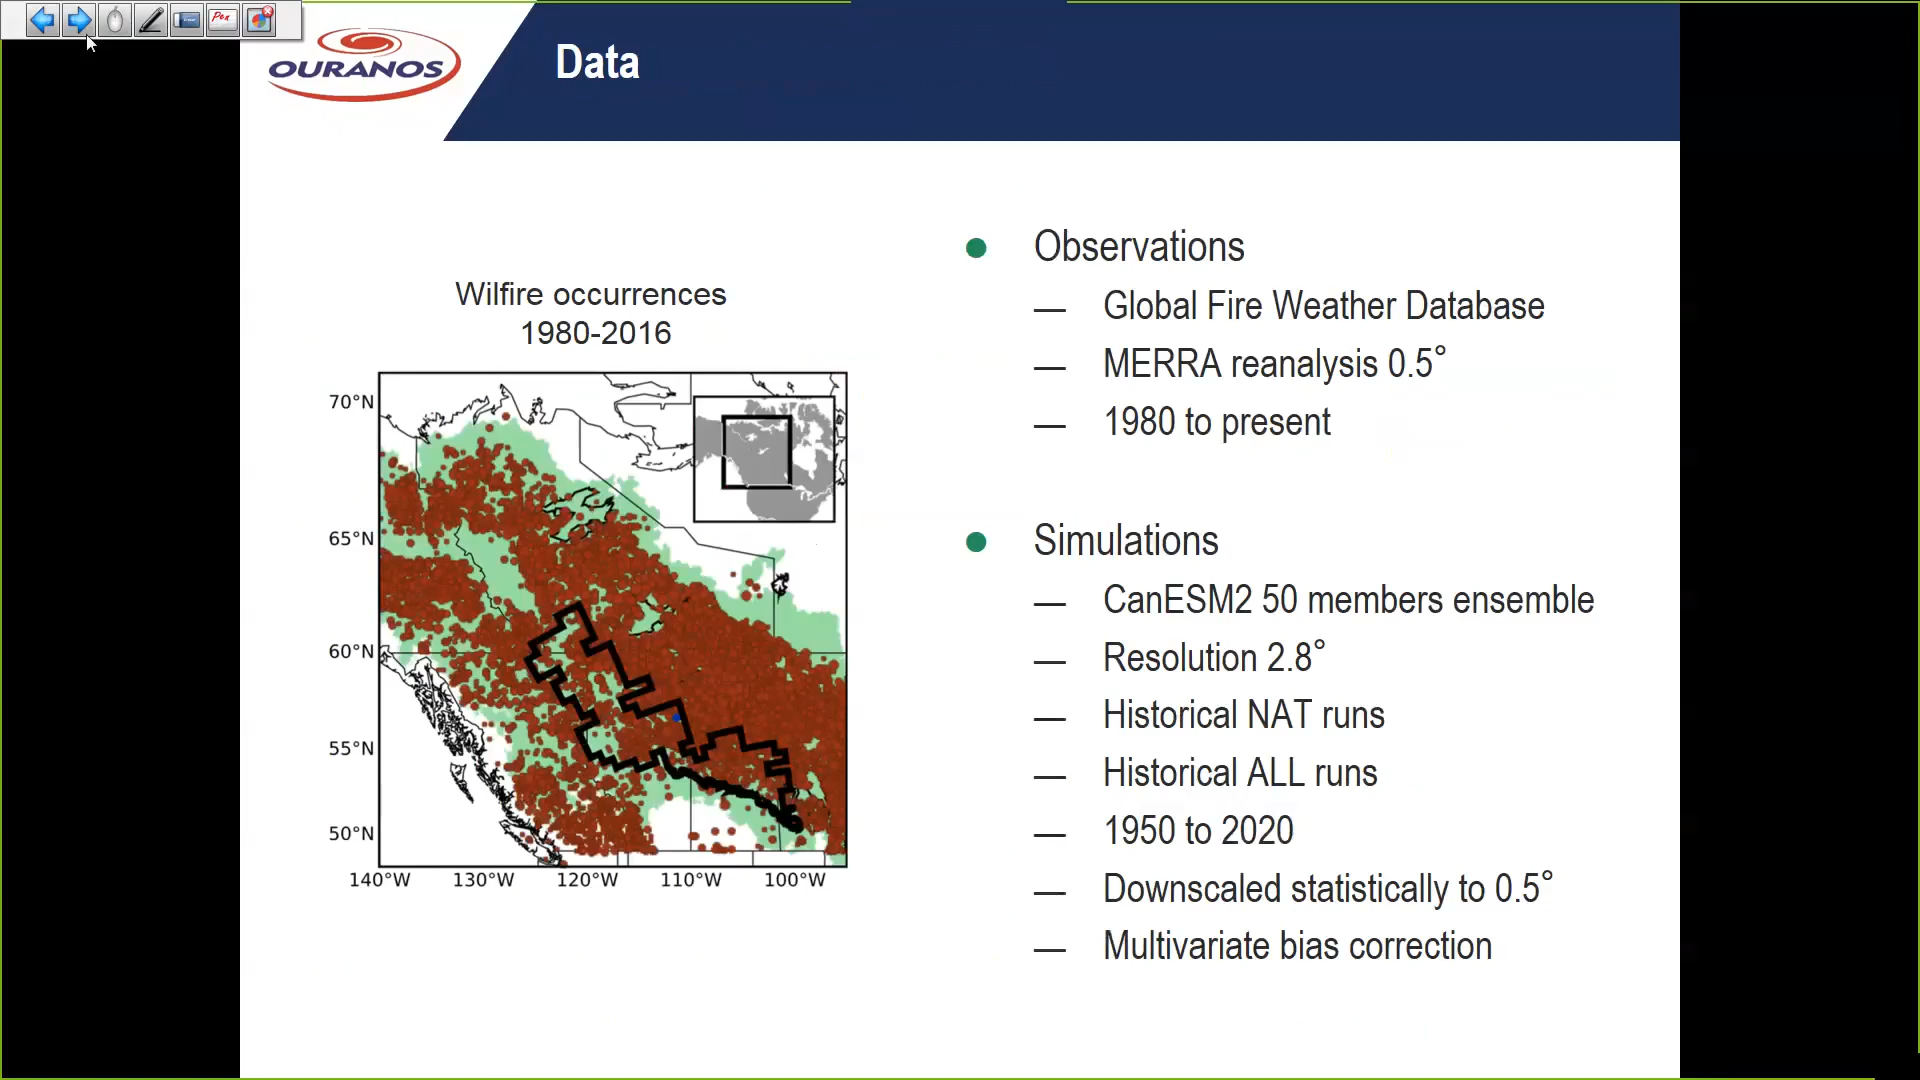 Pen
OURANOS
Data
Wilfire occurrences
1980-2016
70°N
65°N
60°N
55°N
50°N
140°W 130°W 120°W 110°W 100°W
Observations
— Global Fire Weather Database
— MERRA reanalysis 0.5°
— 1980 to present
Simulations
— CanESM2 50 members ensemble
— Resolution 2.8°
— Historical NAT runs
— Historical ALL runs
— 1950 to 2020
— Downscaled statistically to 0.5°
— Multivariate bias correction